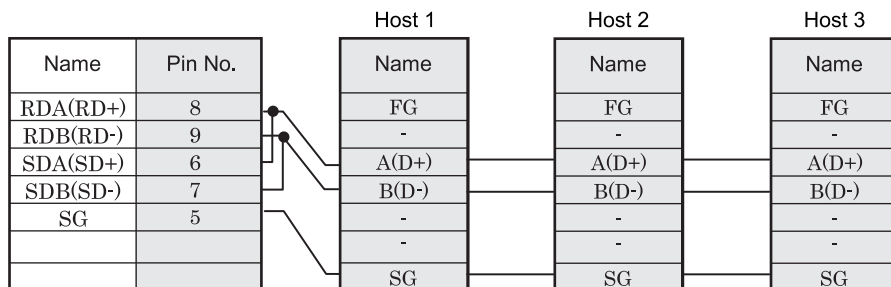 Host 1 Host 2 Host 3
Name Pin No. Name Name Name
RDA(RD+) 8 FG FG FG
RDB(RD-) 9 - - -
SDA(SD+) 6 A(D+) A(D+) A(D+)
SDB(SD-) 7 B(D-) B(D-) B(D-)
SG 5 - - -
- - -
SG SG SG